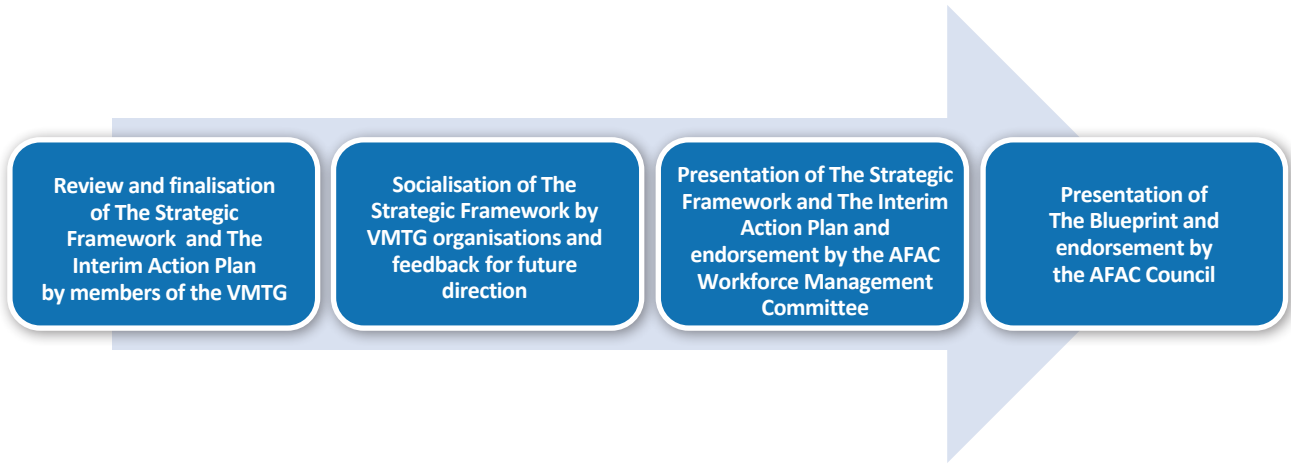 Review and finalisation
of The Strategic
Framework and The
Interim Action Plan
by members of the VMTG
Socialisation of The
Strategic Framework by
VMTG organisations and
feedback for future
direction
Presentation of The Strategic
Framework and The Interim
Action Plan and
endorsement by the AFAC
Workforce Management
Committee
Presentation of
The Blueprint and
endorsement by
the AFAC Council